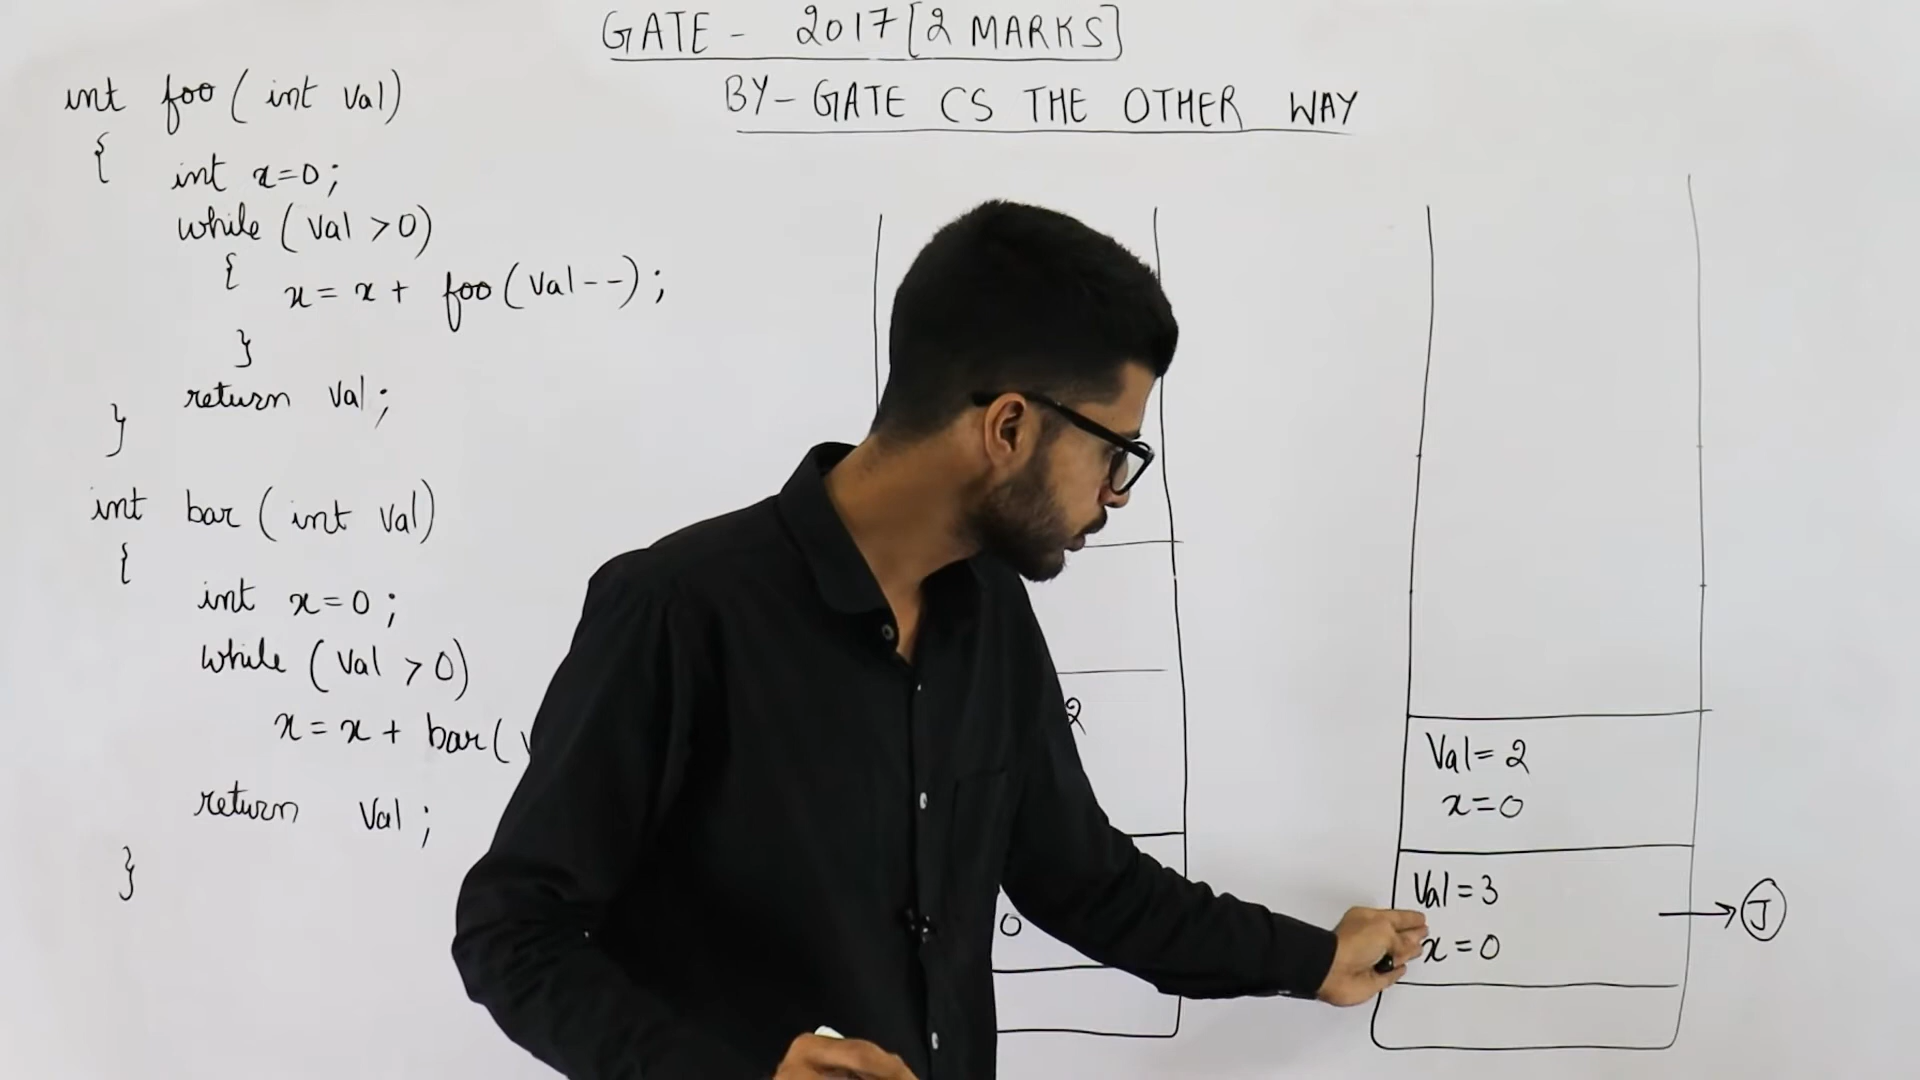 GATE - 2017 [2 MARKS]
BY - GATE CS THE OTHER WAY
int foo (int val)
{
int x=0;
while (val >0)
{
x= x + foo (val--);
}
return val;
}
int bar (int val)
{
int x=0;
while (val >0)
x= x + bar (
return val;
}
2
0
Val= 2
x=0
Val=3
x=0
J